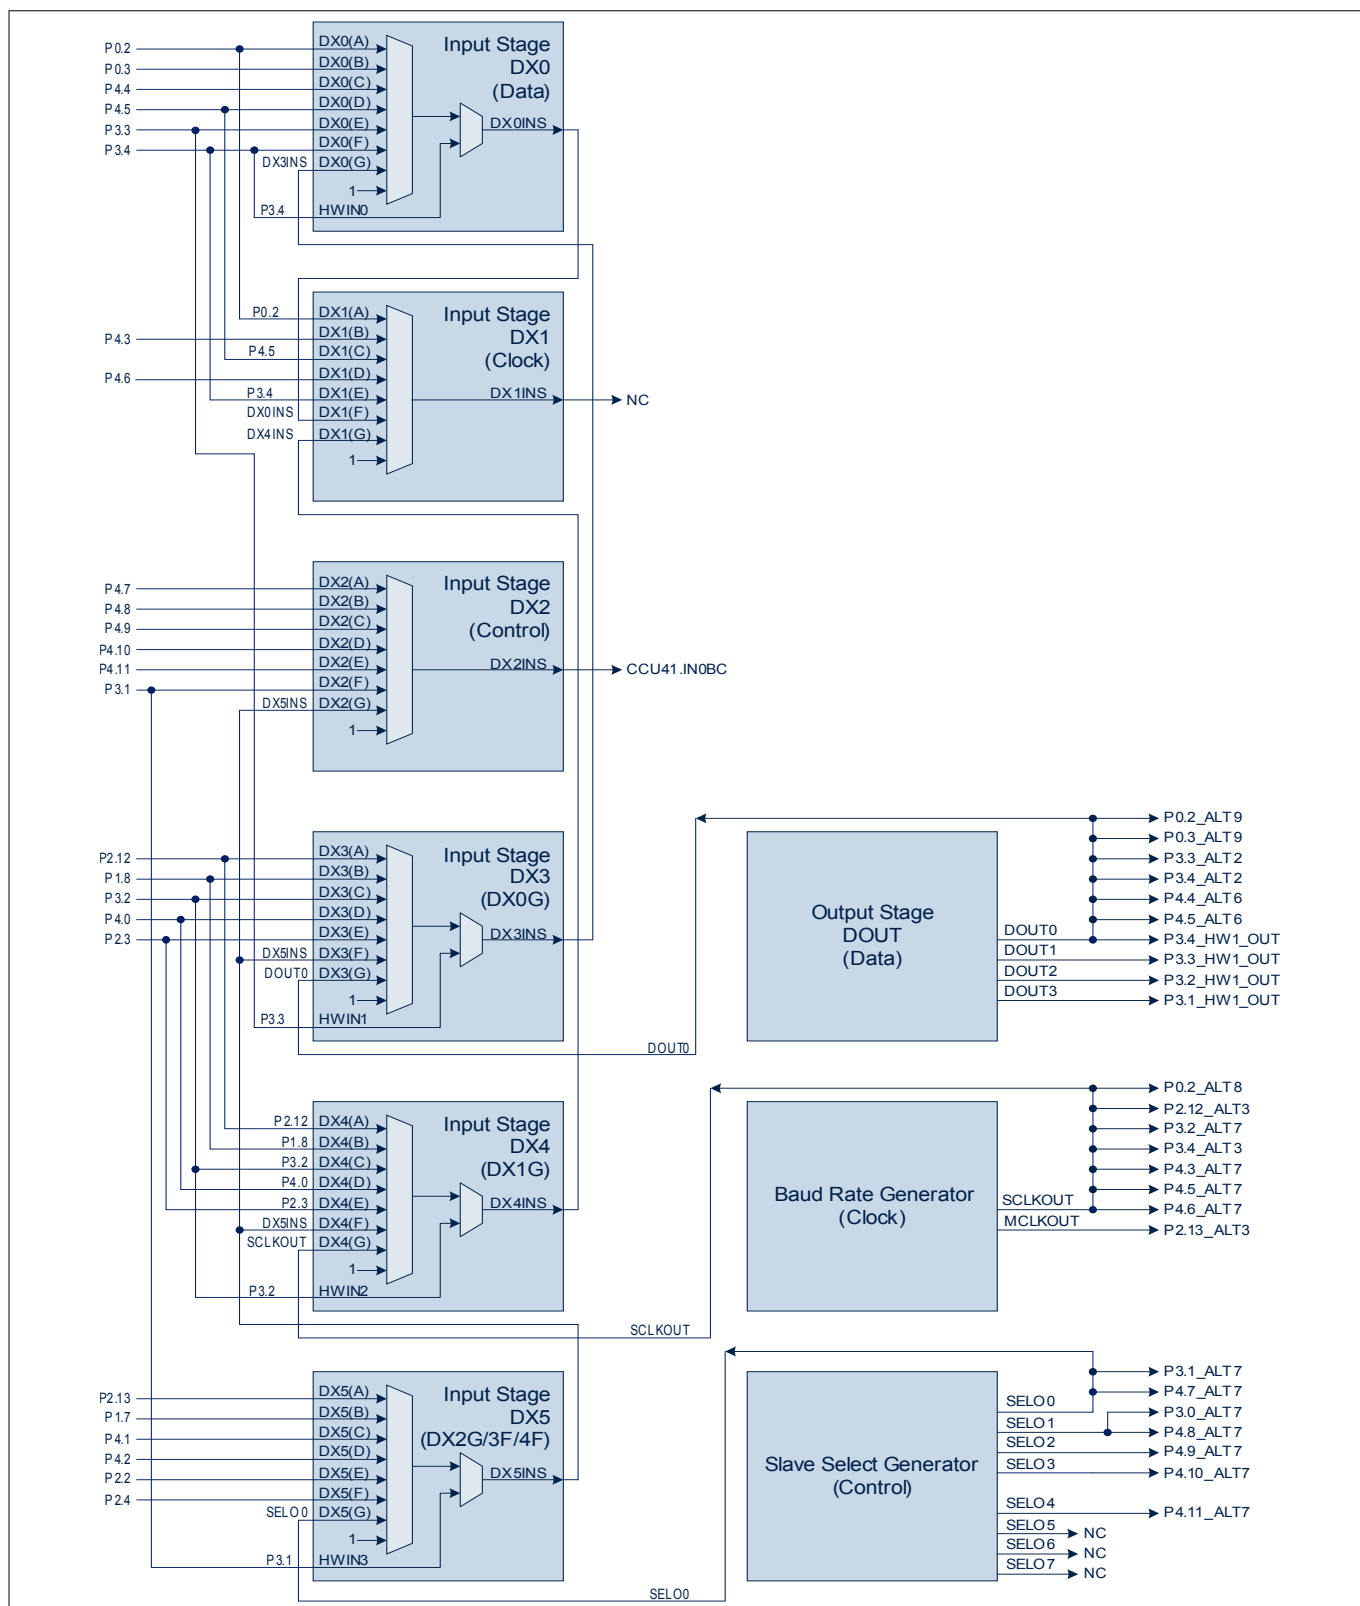 P0.2 DX0(A) Input Stage
P0.3 DX0(B) DX0
P4.4 DX0(C) (Data)
P4.5 DX0(D)
P3.3 DX0(E) DX0INS
P3.4 DX0(F)
DX3INS DX0(G)
1
P3.4 HWIN0
P0.2 DX1(A) Input Stage
P4.3 DX1(B) DX1
P4.5 DX1(C) (Clock)
P4.6 DX1(D)
P3.4 DX1(E) DX1INS NC
DX0INS DX1(F)
DX4INS DX1(G)
1
P4.7 DX2(A) Input Stage
P4.8 DX2(B) DX2
P4.9 DX2(C) (Control)
P4.10 DX2(D)
P4.11 DX2(E) DX2INS CCU41.IN0BC
P3.1 DX2(F)
DX5INS DX2(G)
1
P2.12 DX3(A) Input Stage
P1.8 DX3(B) DX3
P3.2 DX3(C) (DX0G)
P4.0 DX3(D)
P2.3 DX3(E) DX3INS
DX5INS DX3(F)
DOUT0 DX3(G)
1
P3.3 HWIN1
DOUT0
Output Stage
DOUT
(Data)
DOUT0
DOUT1
DOUT2
DOUT3
P0.2_ALT9
P0.3_ALT9
P3.3_ALT2
P3.4_ALT2
P4.4_ALT6
P4.5_ALT6
P3.4_HW1_OUT
P3.3_HW1_OUT
P3.2_HW1_OUT
P3.1_HW1_OUT
P2.12 DX4(A) Input Stage
P1.8 DX4(B) DX4
P3.2 DX4(C) (DX1G)
P4.0 DX4(D)
P2.3 DX4(E) DX4INS
DX5INS DX4(F)
SCLKOUT DX4(G)
1
P3.2 HWIN2
SCLKOUT
Baud Rate Generator
(Clock)
SCLKOUT
MCLKOUT
P0.2_ALT8
P2.12_ALT3
P3.2_ALT7
P3.4_ALT3
P4.3_ALT7
P4.5_ALT7
P4.6_ALT7
P2.13_ALT3
P2.13 DX5(A) Input Stage
P1.7 DX5(B) DX5
P4.1 DX5(C) (DX2G/3F/4F)
P4.2 DX5(D)
P2.2 DX5(E) DX5INS
P2.4 DX5(F)
SELO0 DX5(G)
1
P3.1 HWIN3
SELO0
Slave Select Generator
(Control)
SELO0
SELO1
SELO2
SELO3
SELO4
SELO5 NC
SELO6 NC
SELO7 NC
P3.1_ALT7
P4.7_ALT7
P3.0_ALT7
P4.8_ALT7
P4.9_ALT7
P4.10_ALT7
P4.11_ALT7